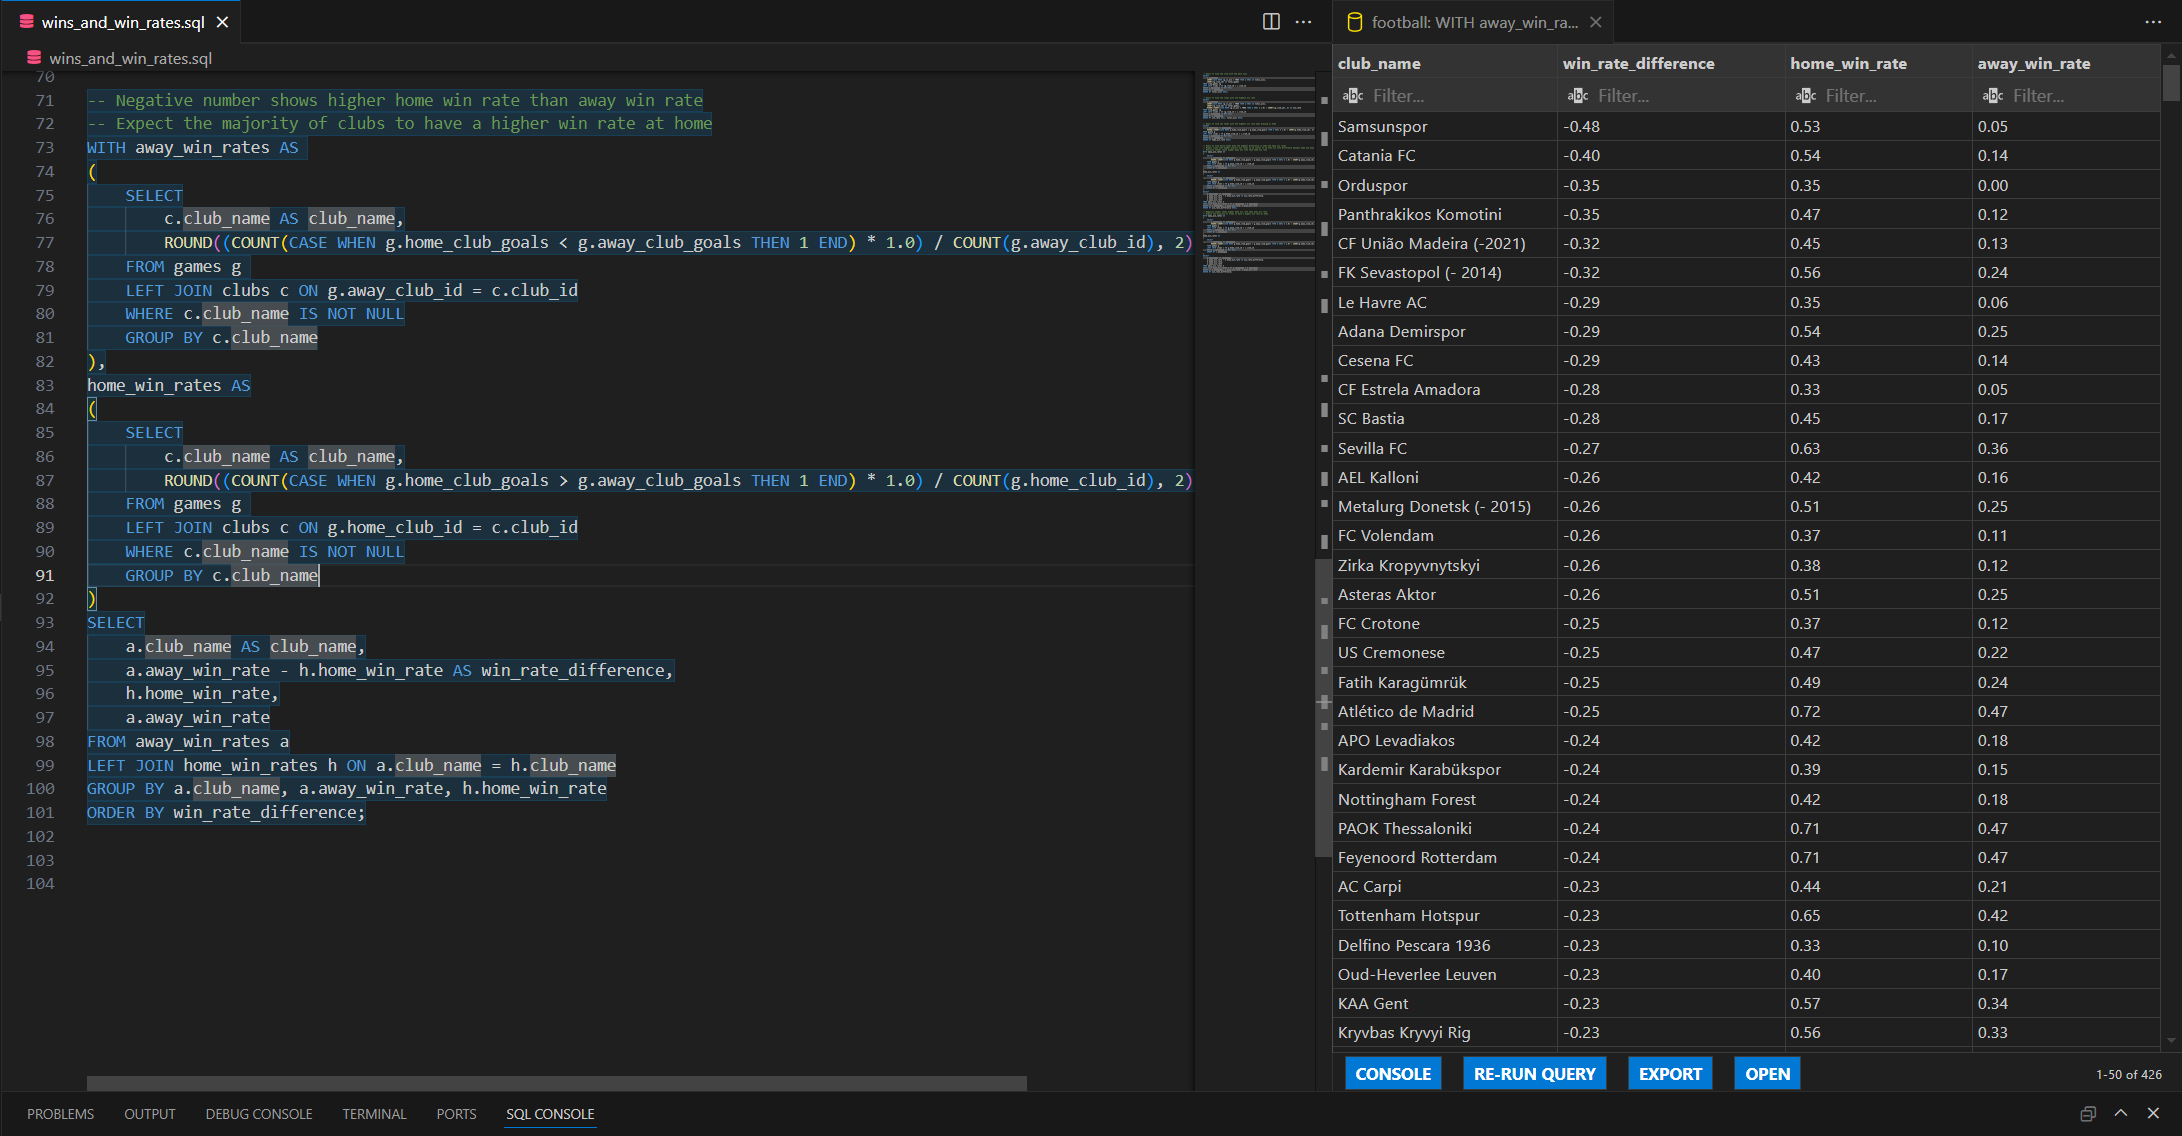 wins_and_win_rates.sql
wins_and_win_rates.sql
70
71 -- Negative number shows higher home win rate than away win rate
72 -- Expect the majority of clubs to have a higher win rate at home
73 WITH away_win_rates AS
74 (
75 SELECT
76 c.club_name AS club_name,
77 ROUND((COUNT(CASE WHEN g.home_club_goals < g.away_club_goals THEN 1 END) * 1.0) / COUNT(g.away_club_id), 2)
78 FROM games g
79 LEFT JOIN clubs c ON g.away_club_id = c.club_id
80 WHERE c.club_name IS NOT NULL
81 GROUP BY c.club_name
82 ),
83 home_win_rates AS
84 (
85 SELECT
86 c.club_name AS club_name,
87 ROUND((COUNT(CASE WHEN g.home_club_goals > g.away_club_goals THEN 1 END) * 1.0) / COUNT(g.home_club_id), 2)
88 FROM games g
89 LEFT JOIN clubs c ON g.home_club_id = c.club_id
90 WHERE c.club_name IS NOT NULL
91 GROUP BY c.club_name
92 )
93 SELECT
94 a.club_name AS club_name,
95 a.away_win_rate - h.home_win_rate AS win_rate_difference,
96 h.home_win_rate,
97 a.away_win_rate
98 FROM away_win_rates a
99 LEFT JOIN home_win_rates h ON a.club_name = h.club_name
100 GROUP BY a.club_name, a.away_win_rate, h.home_win_rate
101 ORDER BY win_rate_difference;
102
103
104
football: WITH away_win_ra...
club_name win_rate_difference home_win_rate away_win_rate
abc Filter... abc Filter... abc Filter... abc Filter...
Samsunspor -0.48 0.53 0.05
Catania FC -0.40 0.54 0.14
Orduspor -0.35 0.35 0.00
Panthrakikos Komotini -0.35 0.47 0.12
CF União Madeira (-2021) -0.32 0.45 0.13
FK Sevastopol (- 2014) -0.32 0.56 0.24
Le Havre AC -0.29 0.35 0.06
Adana Demirspor -0.29 0.54 0.25
Cesena FC -0.29 0.43 0.14
CF Estrela Amadora -0.28 0.33 0.05
SC Bastia -0.28 0.45 0.17
Sevilla FC -0.27 0.63 0.36
AEL Kalloni -0.26 0.42 0.16
Metalurg Donetsk (- 2015) -0.26 0.51 0.25
FC Volendam -0.26 0.37 0.11
Zirka Kropyvnytskyi -0.26 0.38 0.12
Asteras Aktor -0.26 0.51 0.25
FC Crotone -0.25 0.37 0.12
US Cremonese -0.25 0.47 0.22
Fatih Karagümrük -0.25 0.49 0.24
Atlético de Madrid -0.25 0.72 0.47
APO Levadiakos -0.24 0.42 0.18
Kardemir Karabükspor -0.24 0.39 0.15
Nottingham Forest -0.24 0.42 0.18
PAOK Thessaloniki -0.24 0.71 0.47
Feyenoord Rotterdam -0.24 0.71 0.47
AC Carpi -0.23 0.44 0.21
Tottenham Hotspur -0.23 0.65 0.42
Delfino Pescara 1936 -0.23 0.33 0.10
Oud-Heverlee Leuven -0.23 0.40 0.17
KAA Gent -0.23 0.57 0.34
Kryvbas Kryvyi Rig -0.23 0.56 0.33
CONSOLE RE-RUN QUERY EXPORT OPEN 1-50 of 426
PROBLEMS OUTPUT DEBUG CONSOLE TERMINAL PORTS SQL CONSOLE